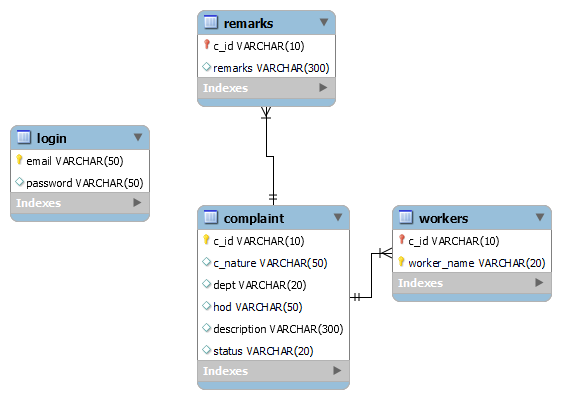 remarks
c_id VARCHAR(10)
remarks VARCHAR(300)
Indexes
login
email VARCHAR(50)
password VARCHAR(50)
Indexes
complaint
c_id VARCHAR(10)
c_nature VARCHAR(50)
dept VARCHAR(20)
hod VARCHAR(50)
description VARCHAR(300)
status VARCHAR(20)
Indexes
workers
c_id VARCHAR(10)
worker_name VARCHAR(20)
Indexes